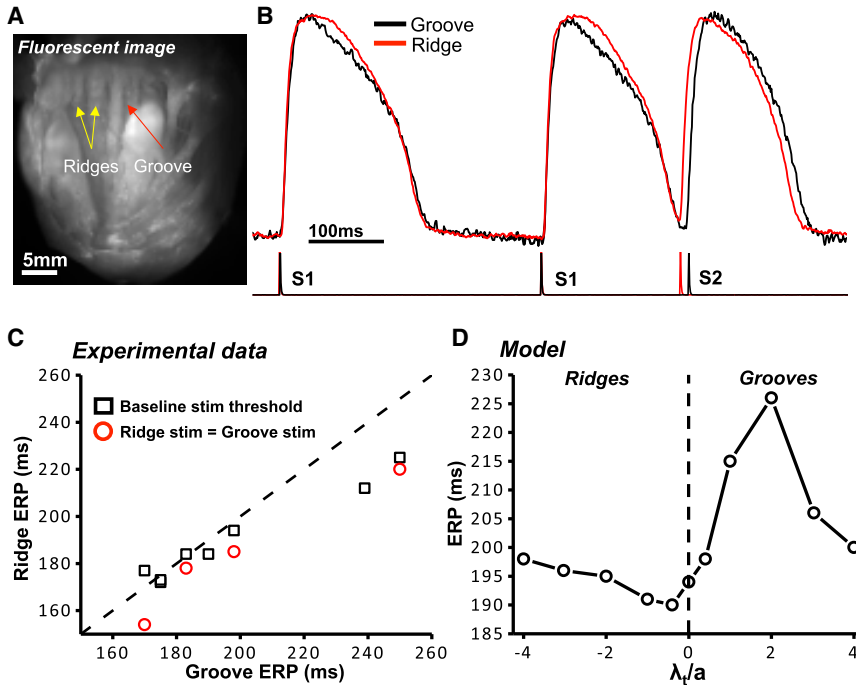 A
Fluorescent image
Ridges
Groove
5mm
B
Groove
Ridge
100ms
S1
S1
S2
C
Experimental data
260
240
220
200
180
160
Ridge ERP (ms)
Baseline stim threshold
Ridge stim = Groove stim
160
180
200
220
240
260
Groove ERP (ms)
D
Model
Ridges
Grooves
230
225
220
215
210
205
200
195
190
185
ERP (ms)
-4
-2
0
2
4
λt/a